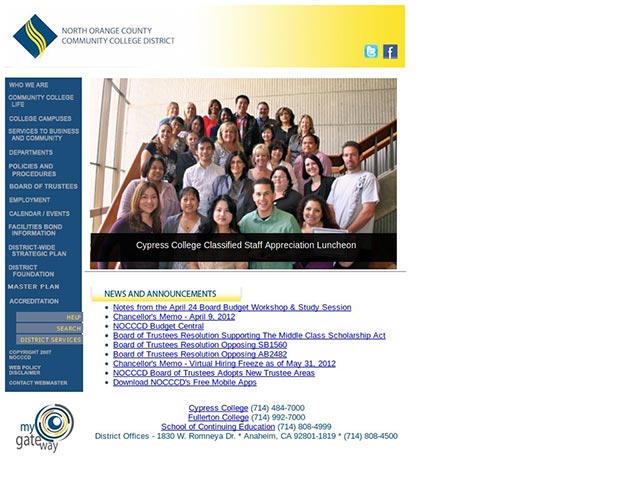 NORTH ORANGE COUNTY
COMMUNITY COLLEGE DISTRICT
WHO WE ARE
COMMUNITY COLLEGE
LIFE
COLLEGE CAMPUSES
SERVICES TO BUSINESS
AND COMMUNITY
DEPARTMENTS
POLICIES AND
PROCEDURES
BOARD OF TRUSTEES
EMPLOYMENT
CALENDAR / EVENTS
FACILITIES BOND
INFORMATION
DISTRICT-WIDE
STRATEGIC PLAN
DISTRICT
FOUNDATION
MASTER PLAN
ACCREDITATION
HELP
SEARCH
DISTRICT SERVICES
COPYRIGHT 2007
NOCCCD
WEB POLICY
DISCLAIMER
CONTACT WEBMASTER
my
gate
way
Cypress College Classified Staff Appreciation Luncheon
NEWS AND ANNOUNCEMENTS
Notes from the April 24 Board Budget Workshop & Study Session
Chancellor's Memo - April 9, 2012
NOCCCD Budget Central
Board of Trustees Resolution Supporting The Middle Class Scholarship Act
Board of Trustees Resolution Opposing SB1560
Board of Trustees Resolution Opposing AB2482
Chancellor's Memo - Virtual Hiring Freeze as of May 31, 2012
NOCCCD Board of Trustees Adopts New Trustee Areas
Download NOCCCD's Free Mobile Apps
Cypress College (714) 484-7000
Fullerton College (714) 992-7000
School of Continuing Education (714) 808-4999
District Offices - 1830 W. Romneya Dr. * Anaheim, CA 92801-1819 * (714) 808-4500